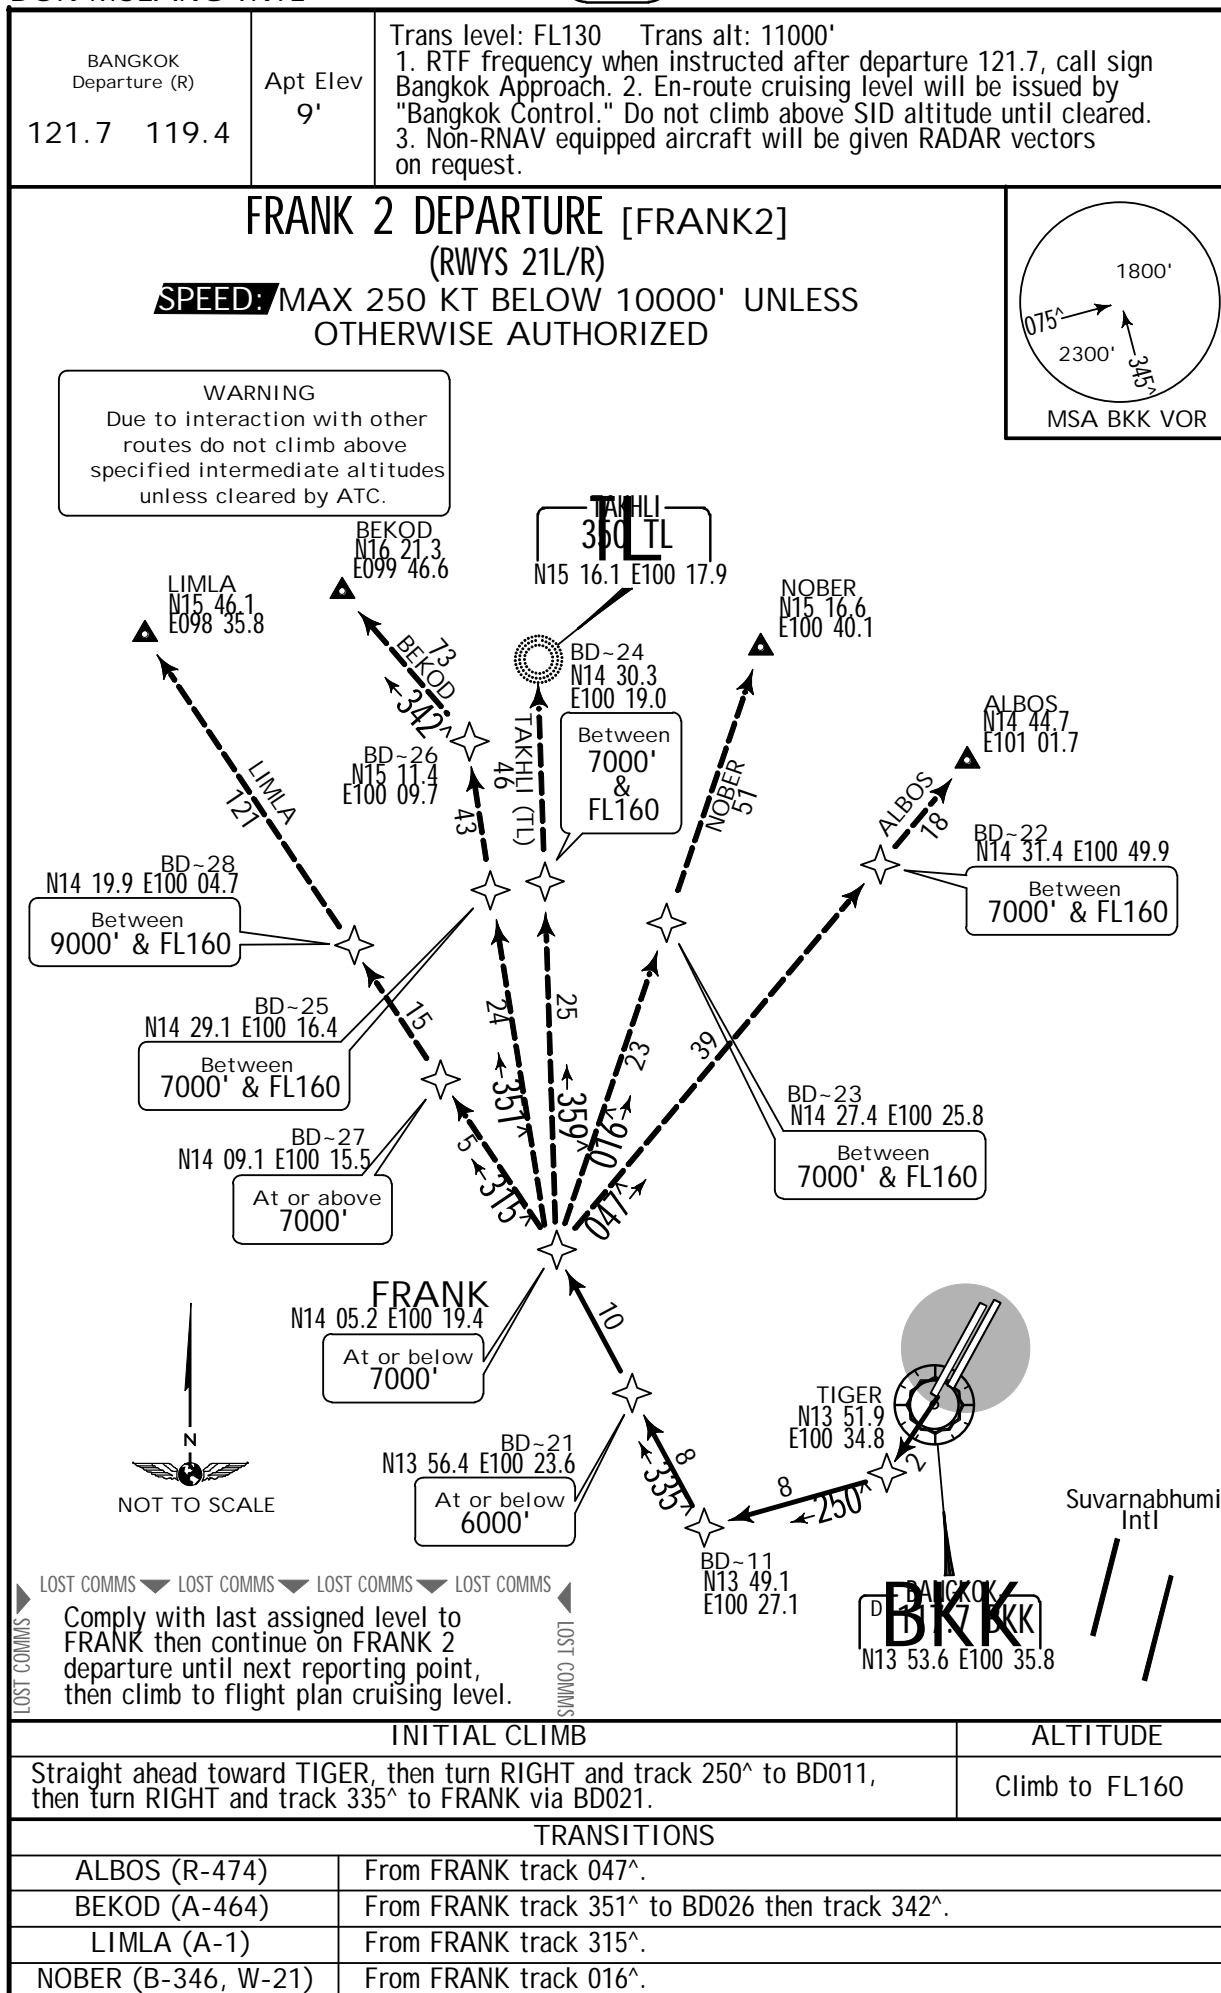 BANGKOK
Departure (R)
121.7 119.4
Apt Elev
9'
Trans level: FL130 Trans alt: 11000'
1. RTF frequency when instructed after departure 121.7, call sign
Bangkok Approach. 2. En-route cruising level will be issued by
"Bangkok Control." Do not climb above SID altitude until cleared.
3. Non-RNAV equipped aircraft will be given RADAR vectors
on request.
FRANK 2 DEPARTURE [FRANK2]
(RWYS 21L/R)
SPEED: MAX 250 KT BELOW 10000' UNLESS
OTHERWISE AUTHORIZED
1800'
075^
2300'
345^
MSA BKK VOR
WARNING
Due to interaction with other
routes do not climb above
specified intermediate altitudes
unless cleared by ATC.
TAKHLI
350 TL
TL
N15 16.1 E100 17.9
BEKOD
N16 21.3
E099 46.6
LIMLA
N15 46.1
E098 35.8
NOBER
N15 16.6
E100 40.1
ALBOS
N14 44.7
E101 01.7
BD~24
N14 30.3
E100 19.0
Between
7000'
&
FL160
73
BEKOD
342^
BD~26
N15 11.4
E100 09.7
43
46
TAKHLI (TL)
NOBER
51
ALBOS
18
LIMLA
121
BD~22
N14 31.4 E100 49.9
Between
7000' & FL160
BD~28
N14 19.9 E100 04.7
Between
9000' & FL160
BD~25
N14 29.1 E100 16.4
Between
7000' & FL160
15
24
25
23
39
351^
359^
016^
047^
BD~23
N14 27.4 E100 25.8
Between
7000' & FL160
BD~27
N14 09.1 E100 15.5
At or above
7000'
5
315^
FRANK
N14 05.2 E100 19.4
At or below
7000'
10
N
NOT TO SCALE
BD~21
N13 56.4 E100 23.6
At or below
6000'
8
335^
TIGER
N13 51.9
E100 34.8
2
8
250^
BD~11
N13 49.1
E100 27.1
Suvarnabhumi
Intl
BANGKOK
D 117.7 BKK
BKK
N13 53.6 E100 35.8
LOST COMMS LOST COMMS LOST COMMS LOST COMMS
LOST COMMS
LOST COMMS
Comply with last assigned level to
FRANK then continue on FRANK 2
departure until next reporting point,
then climb to flight plan cruising level.
INITIAL CLIMB
ALTITUDE
Straight ahead toward TIGER, then turn RIGHT and track 250^ to BD011,
then turn RIGHT and track 335^ to FRANK via BD021.
Climb to FL160
TRANSITIONS
ALBOS (R-474) From FRANK track 047^.
BEKOD (A-464) From FRANK track 351^ to BD026 then track 342^.
LIMLA (A-1) From FRANK track 315^.
NOBER (B-346, W-21) From FRANK track 016^.